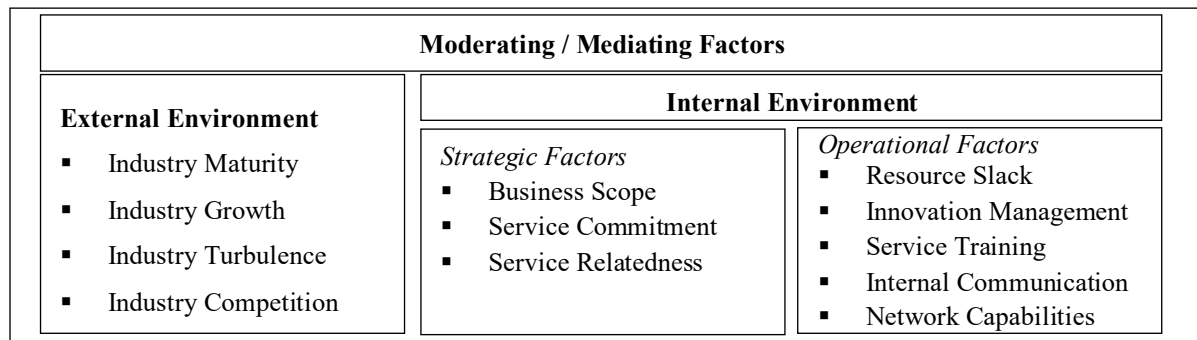 Moderating / Mediating Factors
External Environment
▪ Industry Maturity
▪ Industry Growth
▪ Industry Turbulence
▪ Industry Competition
Internal Environment
Strategic Factors
▪ Business Scope
▪ Service Commitment
▪ Service Relatedness
Operational Factors
▪ Resource Slack
▪ Innovation Management
▪ Service Training
▪ Internal Communication
▪ Network Capabilities